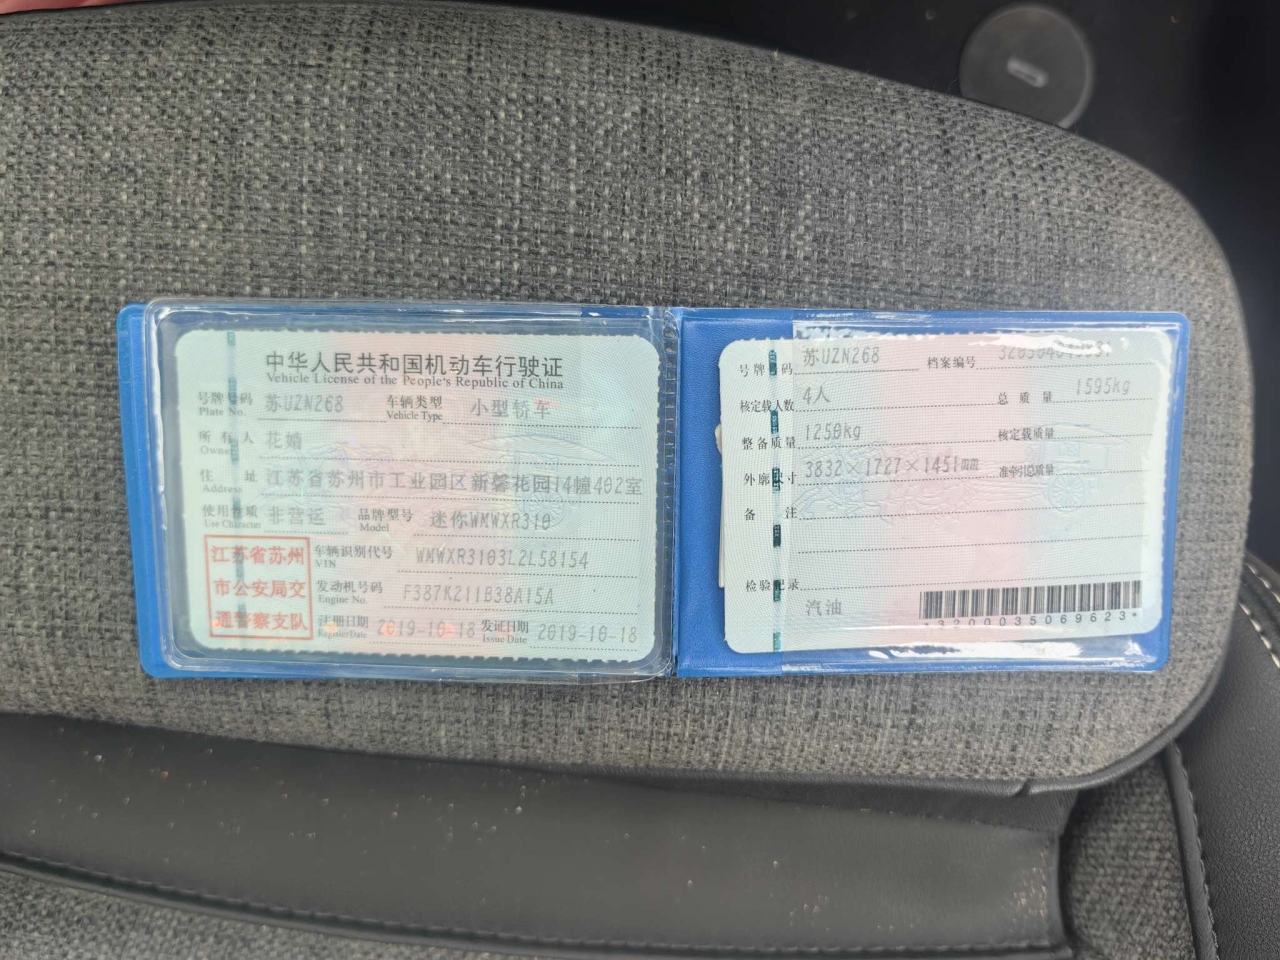 中华人民共和国机动车行驶证
Vehicle License of the People's Republic of China
号牌号码 苏UZN268 车辆类型 小型轿车
Plate No. Vehicle Type
所有人 花婧
Owner
住址 江苏省苏州市工业园区新馨花园14幢402室
Address
使用性质 非营运 品牌型号 迷你WMWXR310
Use Character Model
江苏省苏州
市公安局交
通警察支队
车辆识别代号 WMWXR3103L2L58154
VIN
发动机号码 F387K211B38A15A
Engine No.
注册日期 2019-10-18 发证日期 2019-10-18
Register Date Issue Date
号牌号码 苏UZN268 档案编号
核定载人数 4人 总质量 1595kg
整备质量 1250kg 核定载质量
外廓尺寸 3832×1727×1451 准牵引总质量
备注
检验记录
汽油
*3200035069623*